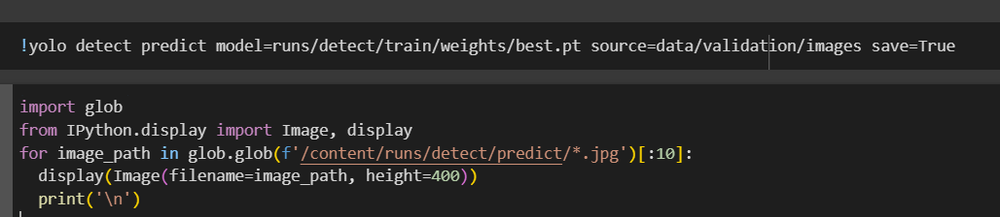 !yolo detect predict model=runs/detect/train/weights/best.pt source=data/validation/images save=True
import glob
from IPython.display import Image, display
for image_path in glob.glob(f'/content/runs/detect/predict/*.jpg')[:10]:
  display(Image(filename=image_path, height=400))
  print('\n')